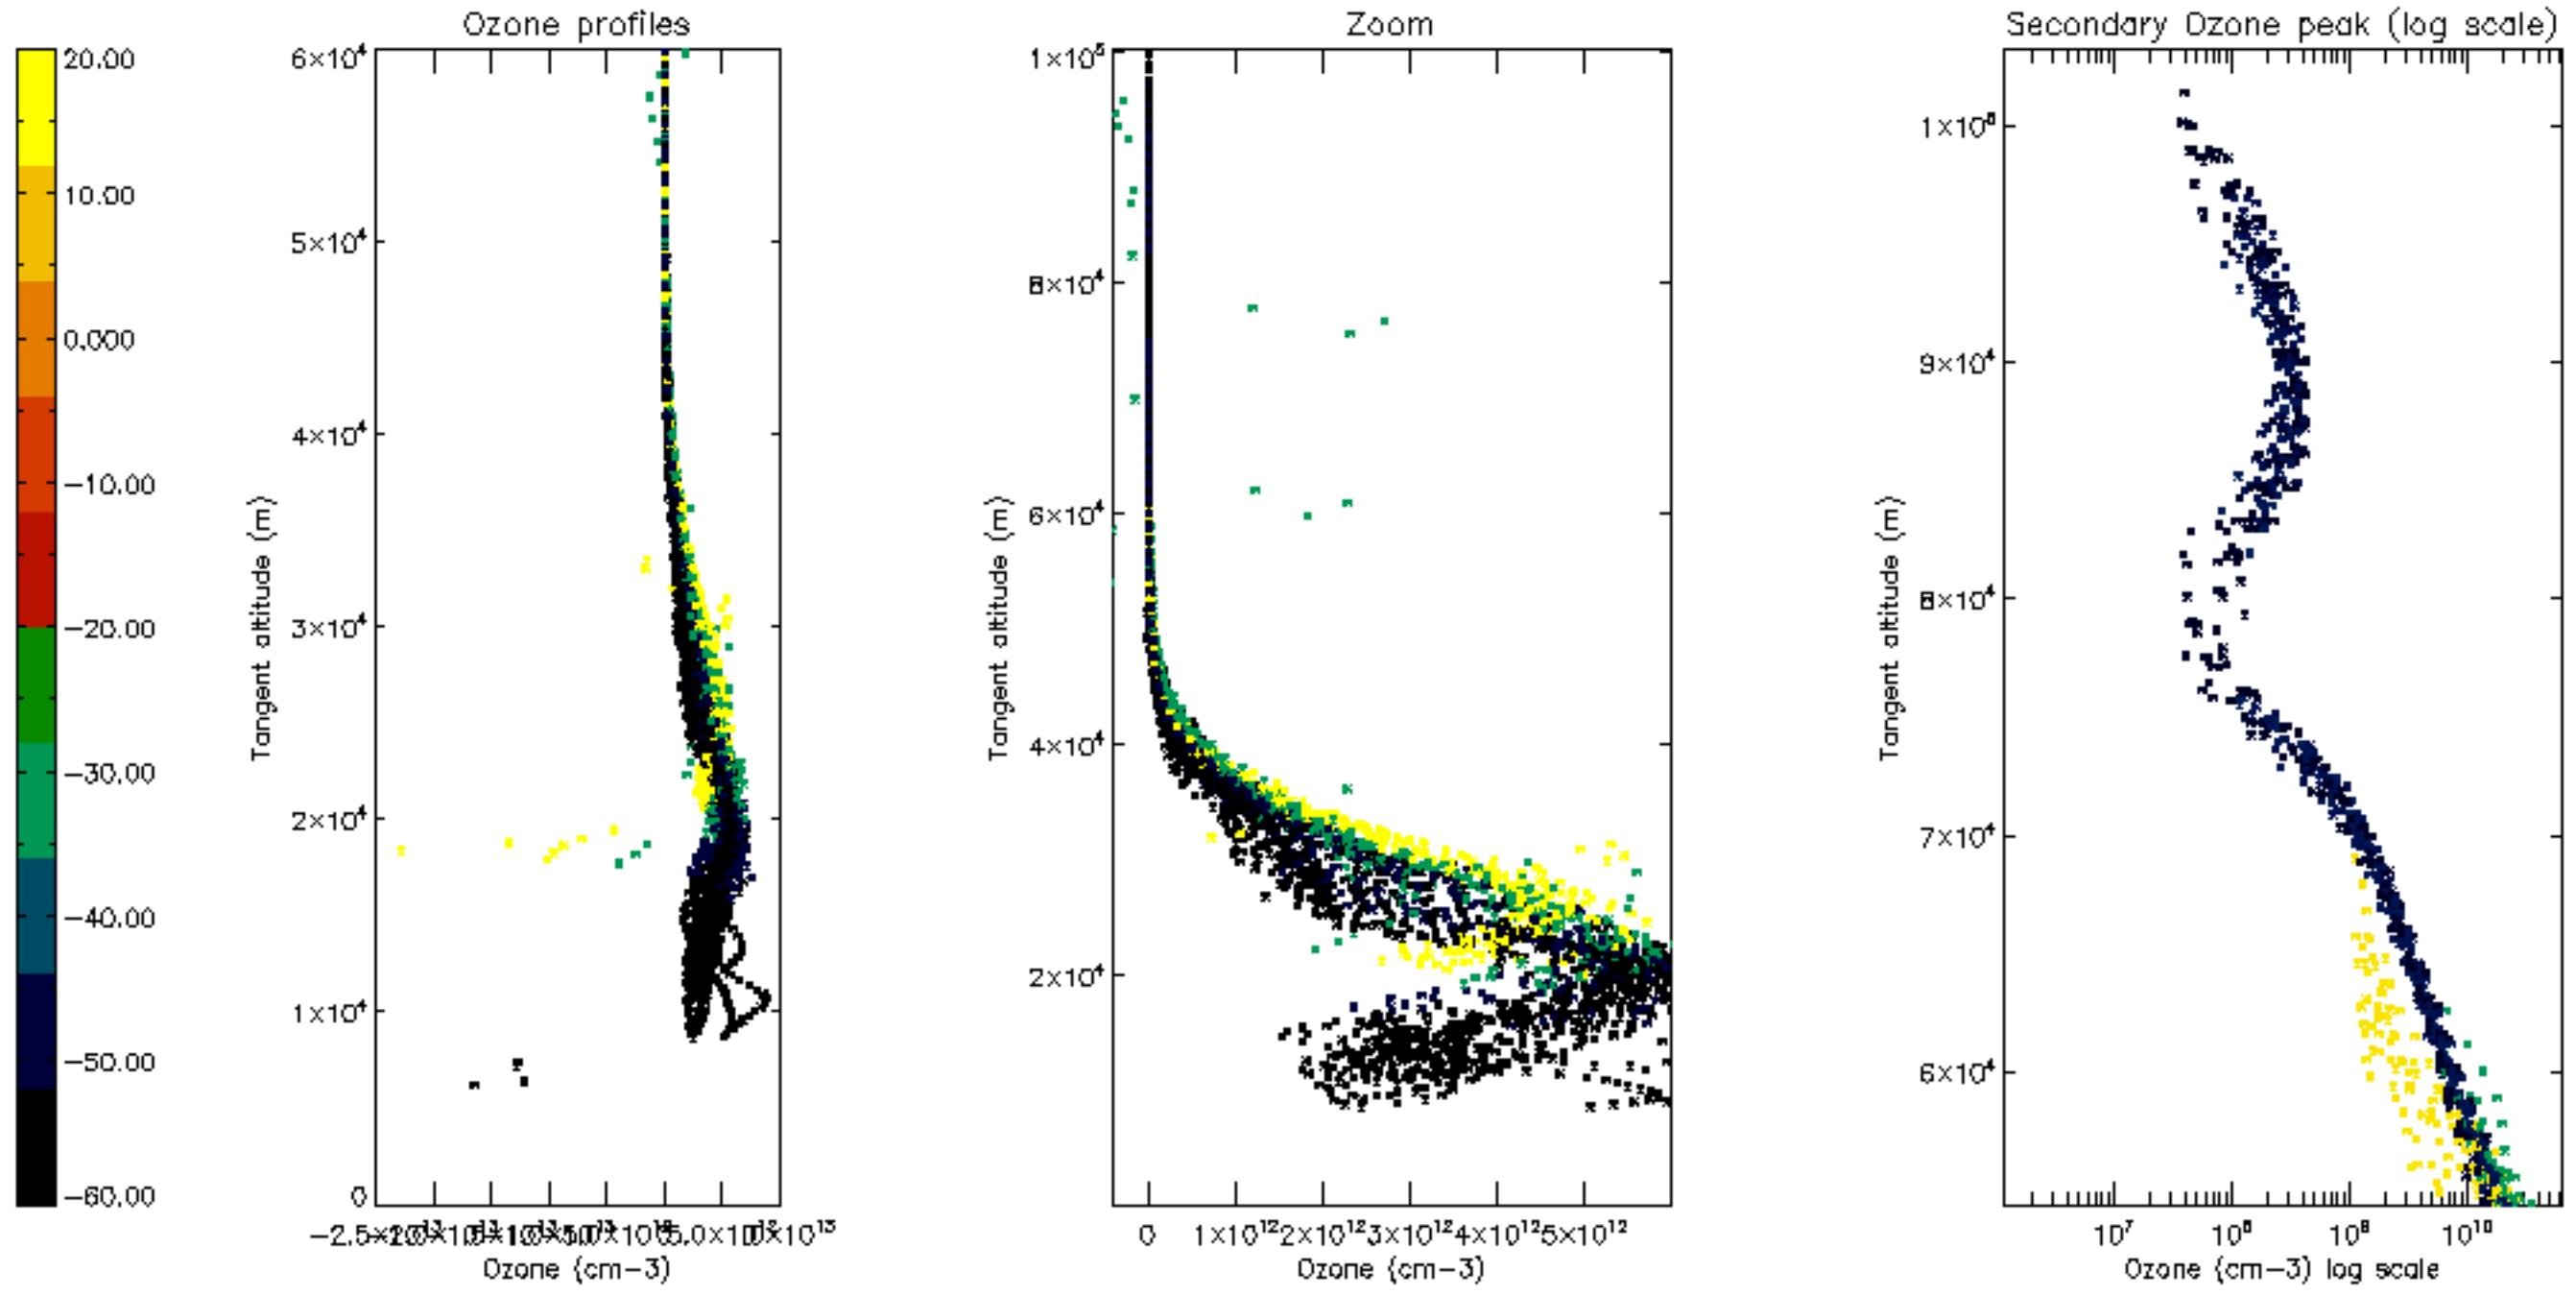 Ozone profiles
Zoom
Secondary Ozone peak (log scale)
20.00
10.00
0.000
−10.00
−20.00
−30.00
−40.00
−50.00
−60.00
6×10⁴
5×10⁴
4×10⁴
3×10⁴
2×10⁴
1×10⁴
0
Tangent altitude (m)
Ozone (cm−3)
1×10⁵
8×10⁴
6×10⁴
4×10⁴
2×10⁴
Tangent altitude (m)
0 1×10¹² 2×10¹² 3×10¹² 4×10¹² 5×10¹²
Ozone (cm−3)
1×10⁵
9×10⁴
8×10⁴
7×10⁴
6×10⁴
Tangent altitude (m)
10⁷ 10⁸ 10⁹ 10¹⁰
Ozone (cm−3) log scale